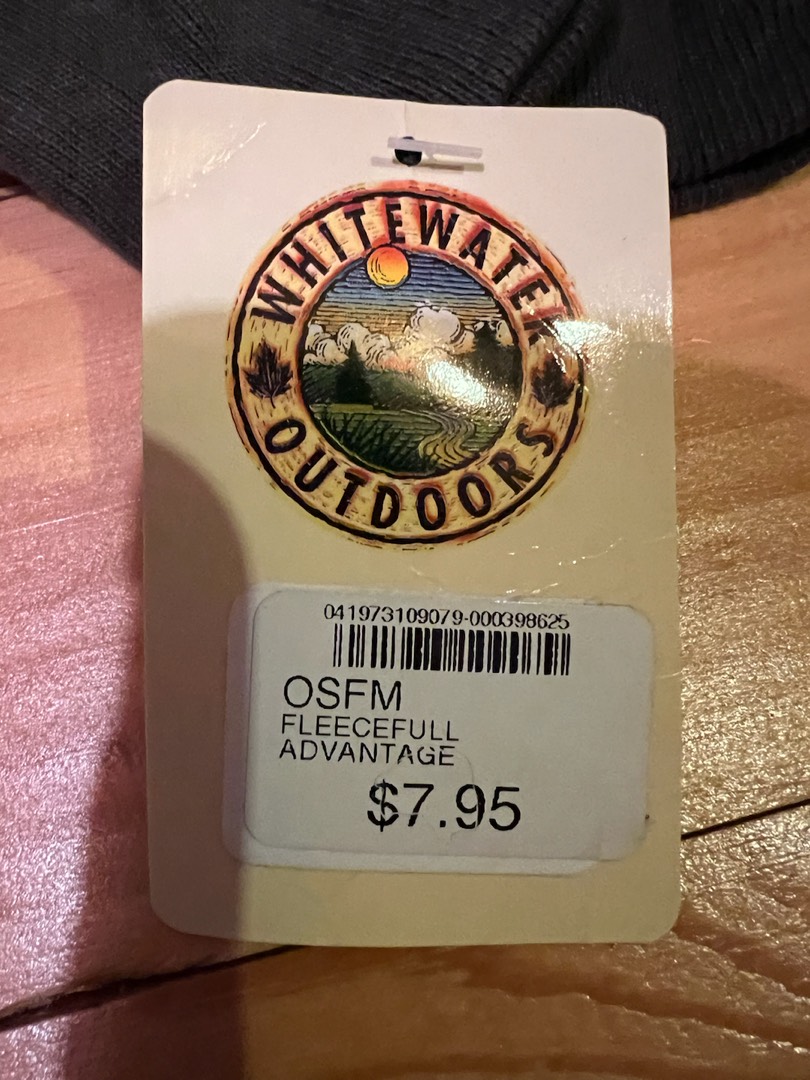 WHITEWATER
OUTDOORS
041973109079-000398625
OSFM
FLEECEFULL
ADVANTAGE
$7.95